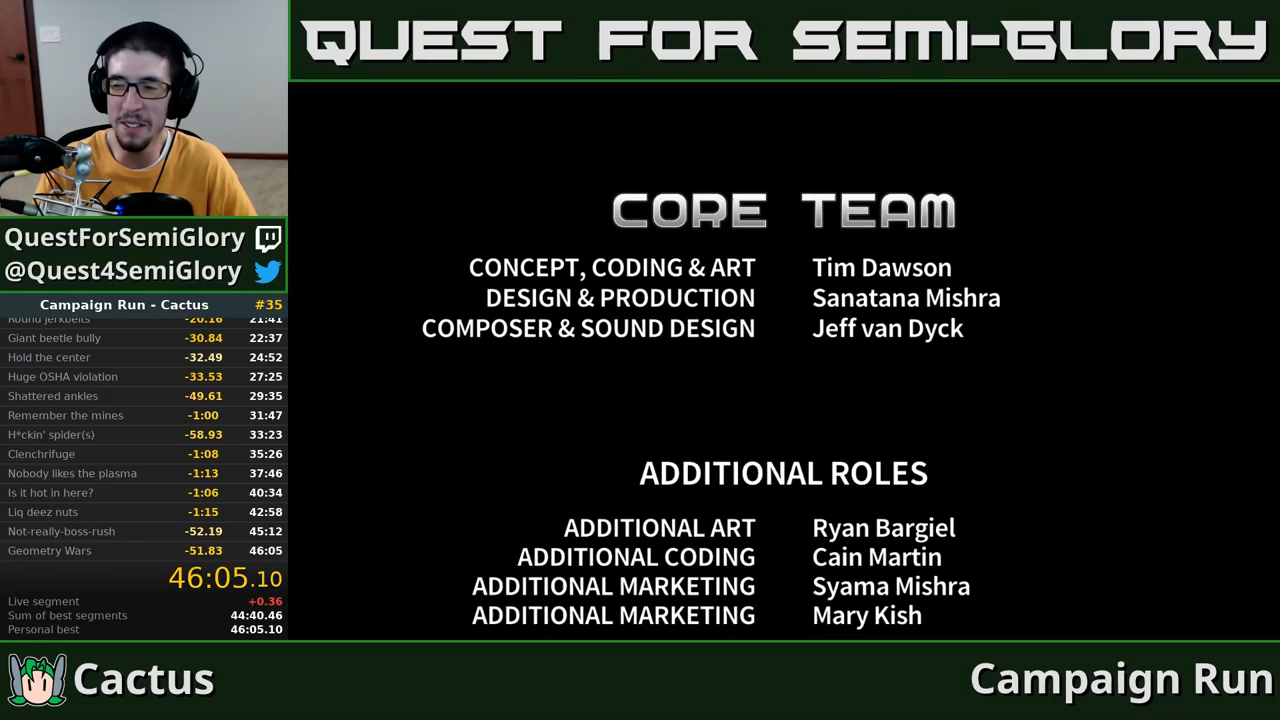 QUEST FOR SEMI-GLORY
QuestForSemiGlory
@Quest4SemiGlory
Campaign Run - Cactus #35
Round jerkbelts -20.16 21:41
Giant beetle bully -30.84 22:37
Hold the center -32.49 24:52
Huge OSHA violation -33.53 27:25
Shattered ankles -49.61 29:35
Remember the mines -1:00 31:47
H*ckin' spider(s) -58.93 33:23
Clenchrifuge -1:08 35:26
Nobody likes the plasma -1:13 37:46
Is it hot in here? -1:06 40:34
Liq deez nuts -1:15 42:58
Not-really-boss-rush -52.19 45:12
Geometry Wars -51.83 46:05
46:05.10
Live segment +0.36
Sum of best segments 44:40.46
Personal best 46:05.10
CORE TEAM
CONCEPT, CODING & ART Tim Dawson
DESIGN & PRODUCTION Sanatana Mishra
COMPOSER & SOUND DESIGN Jeff van Dyck
ADDITIONAL ROLES
ADDITIONAL ART Ryan Bargiel
ADDITIONAL CODING Cain Martin
ADDITIONAL MARKETING Syama Mishra
ADDITIONAL MARKETING Mary Kish
Cactus
Campaign Run